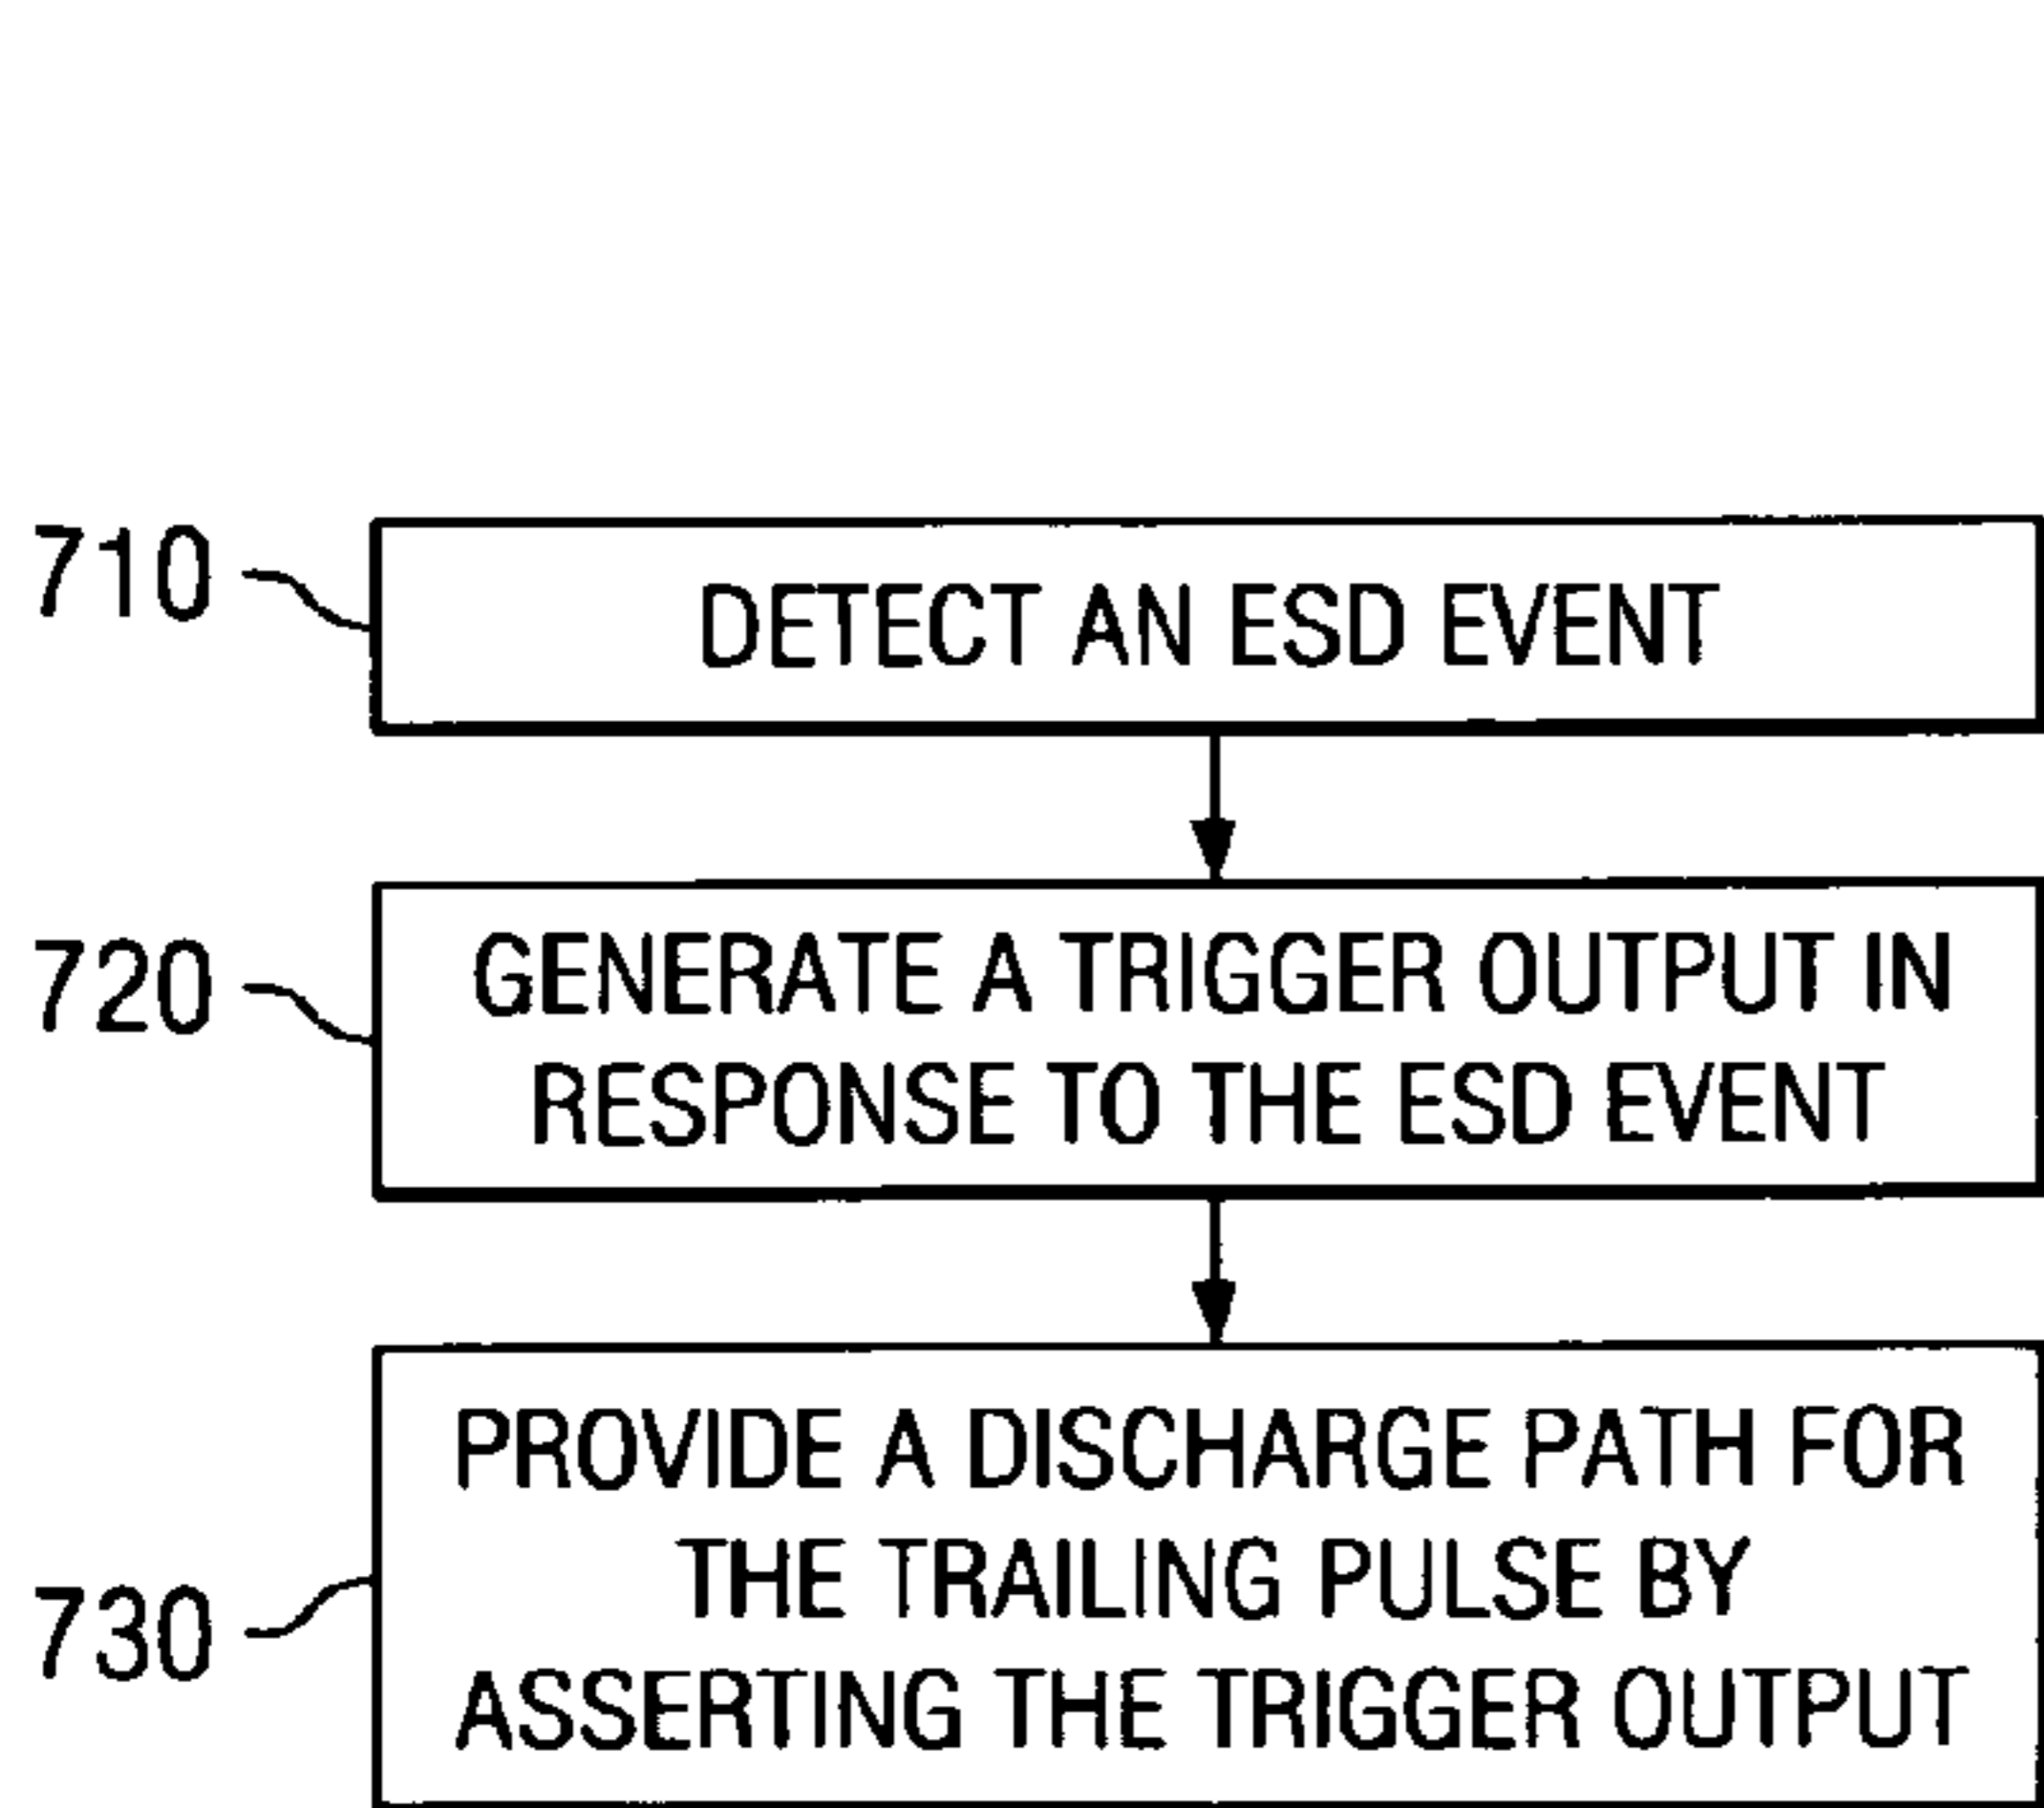 710
DETECT AN ESD EVENT
720
GENERATE A TRIGGER OUTPUT IN
RESPONSE TO THE ESD EVENT
730
PROVIDE A DISCHARGE PATH FOR
THE TRAILING PULSE BY
ASSERTING THE TRIGGER OUTPUT